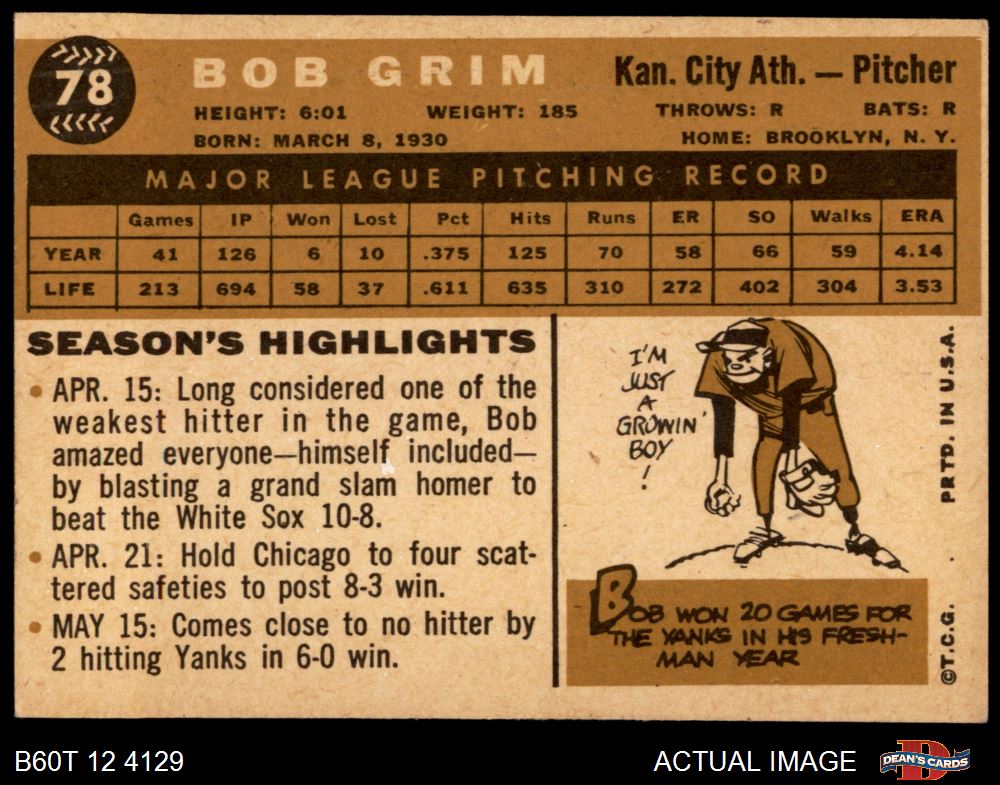 78
BOB GRIM
Kan. City Ath. — Pitcher
HEIGHT: 6:01 WEIGHT: 185 THROWS: R BATS: R
BORN: MARCH 8, 1930 HOME: BROOKLYN, N. Y.
MAJOR LEAGUE PITCHING RECORD
Games IP Won Lost Pct Hits Runs ER SO Walks ERA
YEAR 41 126 6 10 .375 125 70 58 66 59 4.14
LIFE 213 694 58 37 .611 635 310 272 402 304 3.53
SEASON'S HIGHLIGHTS
• APR. 15: Long considered one of the
weakest hitter in the game, Bob
amazed everyone—himself included—
by blasting a grand slam homer to
beat the White Sox 10-8.
• APR. 21: Hold Chicago to four scat-
tered safeties to post 8-3 win.
• MAY 15: Comes close to no hitter by
2 hitting Yanks in 6-0 win.
I'M
JUST
A
GROWIN'
BOY
!
BOB WON 20 GAMES FOR
THE YANKS IN HIS FRESH-
MAN YEAR
©T.C.G. PRTD. IN U.S.A.
B60T 12 4129
ACTUAL IMAGE
D
DEAN'S CARDS